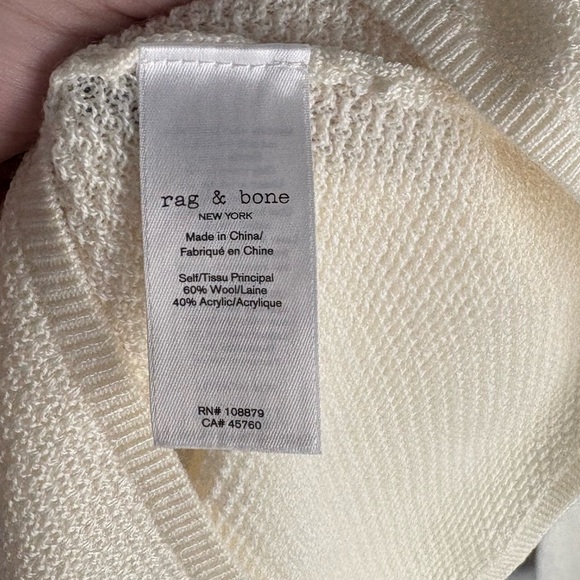 rag & bone
NEW YORK
Made in China/
Fabriqué en Chine
Self/Tissu Principal
60% Wool/Laine
40% Acrylic/Acrylique
RN# 108879
CA# 45760